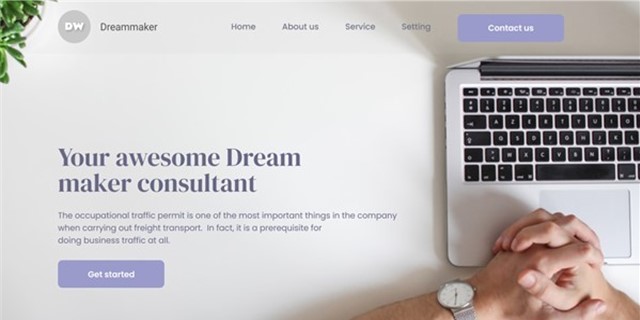 DW
Dreammaker
Home
About us
Service
Setting
Contact us
Your awesome Dream
maker consultant
The occupational traffic permit is one of the most important things in the company
when carrying out freight transport. In fact, it is a prerequisite for
doing business traffic at all.
Get started